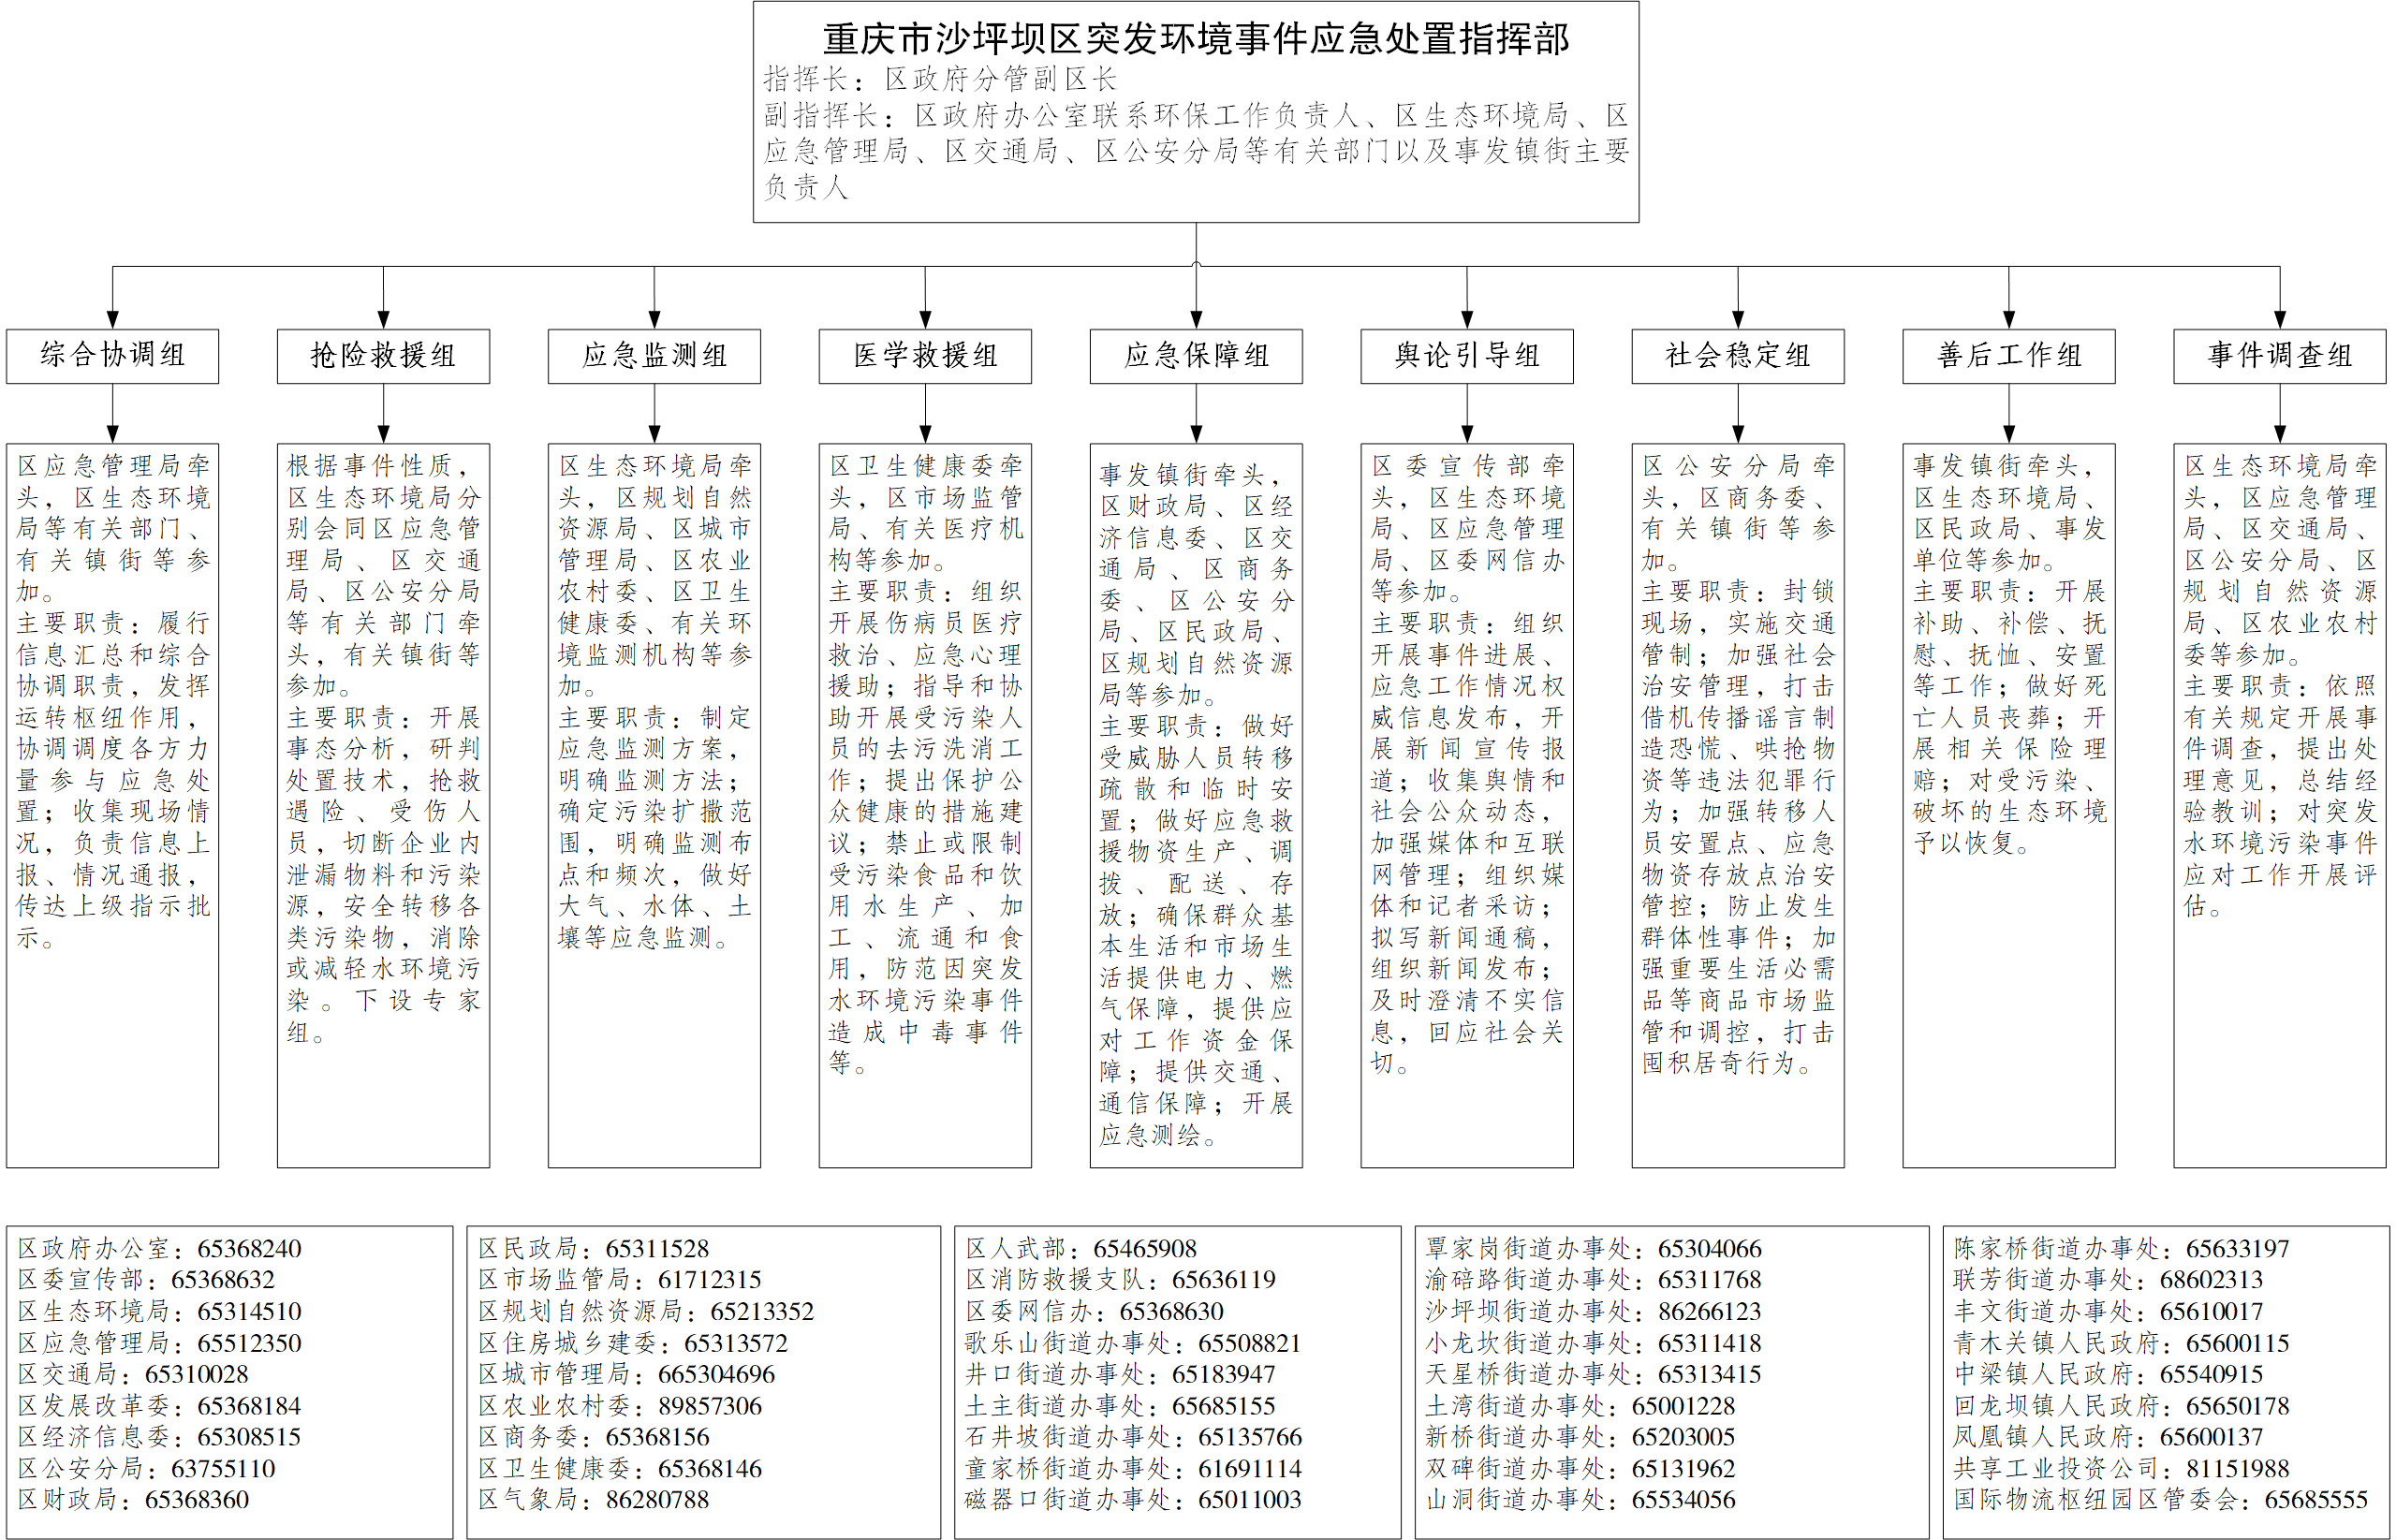 重庆市沙坪坝区突发环境事件应急处置指挥部
指挥长：区政府分管副区长
副指挥长：区政府办公室联系环保工作负责人、区生态环境局、区
应急管理局、区交通局、区公安分局等有关部门以及事发镇街主要
负责人
综合协调组
抢险救援组
应急监测组
医学救援组
应急保障组
舆论引导组
社会稳定组
善后工作组
事件调查组
区应急管理局牵
头，区生态环境
局等有关部门、
有关镇街等参
加。
主要职责：履行
信息汇总和综合
协调职责，发挥
运转枢纽作用，
协调调度各方力
量参与应急处
置；收集现场情
况，负责信息上
报、情况通报，
传达上级指示批
示。
根据事件性质，
区生态环境局分
别会同区应急管
理局、区交通
局、区公安分局
等有关部门牵
头，有关镇街等
参加。
主要职责：开展
事态分析，研判
处置技术，抢救
遇险、受伤人
员，切断企业内
泄漏物料和污染
源，安全转移各
类污染物，消除
或减轻水环境污
染。下设专家
组。
区生态环境局牵
头，区规划自然
资源局、区城市
管理局、区农业
农村委、区卫生
健康委、有关环
境监测机构等参
加。
主要职责：制定
应急监测方案，
明确监测方法；
确定污染扩撒范
围，明确监测布
点和频次，做好
大气、水体、土
壤等应急监测。
区卫生健康委牵
头，区市场监管
局、有关医疗机
构等参加。
主要职责：组织
开展伤病员医疗
救治、应急心理
援助；指导和协
助开展受污染人
员的去污洗消工
作；提出保护公
众健康的措施建
议；禁止或限制
受污染食品和饮
用水生产、加
工、流通和食
用，防范因突发
水环境污染事件
造成中毒事件
等。
事发镇街牵头，
区财政局、区经
济信息委、区交
通局、区商务
委、区公安分
局、区民政局、
区规划自然资源
局等参加。
主要职责：做好
受威胁人员转移
疏散和临时安
置；做好应急救
援物资生产、调
拨、配送、存
放；确保群众基
本生活和市场生
活提供电力、燃
气保障，提供应
对工作资金保
障；提供交通、
通信保障；开展
应急测绘。
区委宣传部牵
头，区生态环境
局、区应急管理
局、区委网信办
等参加。
主要职责：组织
开展事件进展、
应急工作情况权
威信息发布，开
展新闻宣传报
道；收集舆情和
社会公众动态，
加强媒体和互联
网管理；组织媒
体和记者采访；
拟写新闻通稿，
组织新闻发布；
及时澄清不实信
息，回应社会关
切。
区公安分局牵
头，区商务委、
有关镇街等参
加。
主要职责：封锁
现场，实施交通
管制；加强社会
治安管理，打击
借机传播谣言制
造恐慌、哄抢物
资等违法犯罪行
为；加强转移人
员安置点、应急
物资存放点治安
管控；防止发生
群体性事件；加
强重要生活必需
品等商品市场监
管和调控，打击
囤积居奇行为。
事发镇街牵头，
区生态环境局、
区民政局、事发
单位等参加。
主要职责：开展
补助、补偿、抚
慰、抚恤、安置
等工作；做好死
亡人员丧葬；开
展相关保险理
赔；对受污染、
破坏的生态环境
予以恢复。
区生态环境局牵
头，区应急管理
局、区交通局、
区公安分局、区
规划自然资源
局、区农业农村
委等参加。
主要职责：依照
有关规定开展事
件调查，提出处
理意见，总结经
验教训；对突发
水环境污染事件
应对工作开展评
估。
区政府办公室：65368240
区委宣传部：65368632
区生态环境局：65314510
区应急管理局：65512350
区交通局：65310028
区发展改革委：65368184
区经济信息委：65308515
区公安分局：63755110
区财政局：65368360
区民政局：65311528
区市场监管局：61712315
区规划自然资源局：65213352
区住房城乡建委：65313572
区城市管理局：665304696
区农业农村委：89857306
区商务委：65368156
区卫生健康委：65368146
区气象局：86280788
区人武部：65465908
区消防救援支队：65636119
区委网信办：65368630
歌乐山街道办事处：65508821
井口街道办事处：65183947
土主街道办事处：65685155
石井坡街道办事处：65135766
童家桥街道办事处：61691114
磁器口街道办事处：65011003
覃家岗街道办事处：65304066
渝碚路街道办事处：65311768
沙坪坝街道办事处：86266123
小龙坎街道办事处：65311418
天星桥街道办事处：65313415
土湾街道办事处：65001228
新桥街道办事处：65203005
双碑街道办事处：65131962
山洞街道办事处：65534056
陈家桥街道办事处：65633197
联芳街道办事处：68602313
丰文街道办事处：65610017
青木关镇人民政府：65600115
中梁镇人民政府：65540915
回龙坝镇人民政府：65650178
凤凰镇人民政府：65600137
共享工业投资公司：81151988
国际物流枢纽园区管委会：65685555